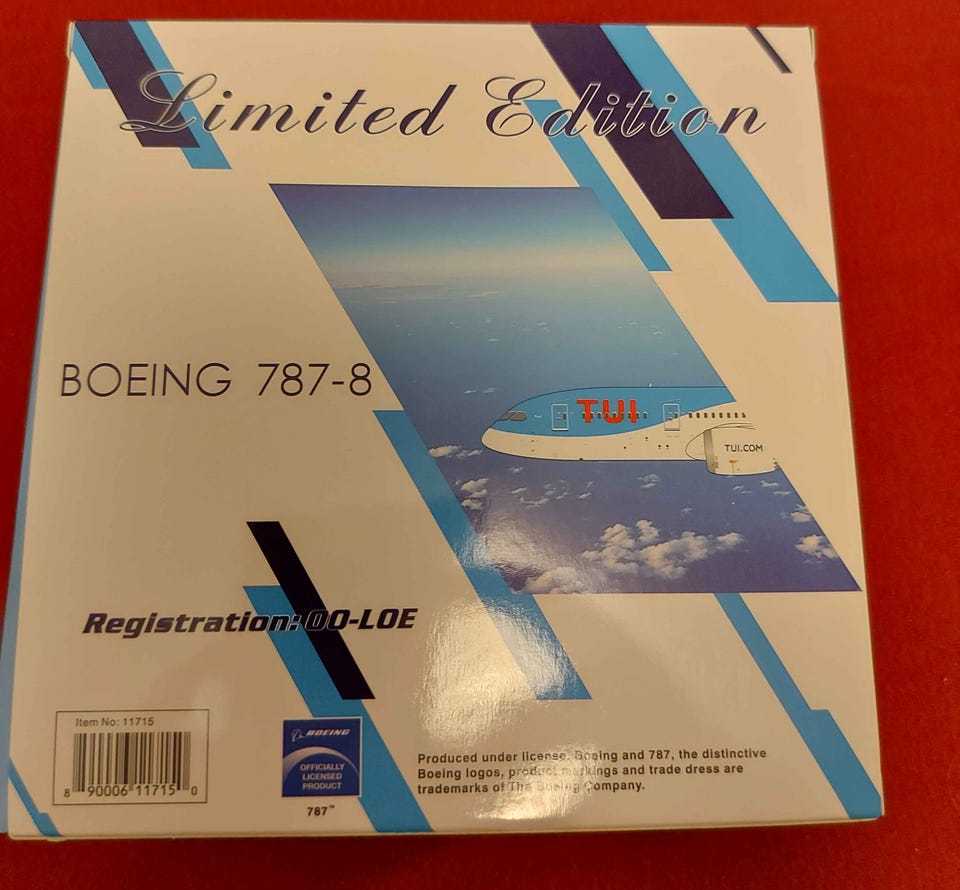 Limited Edition
BOEING 787-8
TUI
TUI.COM
Registration: OO-LOE
Item No: 11715
8 90006 11715 0
BOEING
OFFICIALLY
LICENSED
PRODUCT
787™
Produced under license. Boeing and 787, the distinctive
Boeing logos, product markings and trade dress are
trademarks of The Boeing Company.